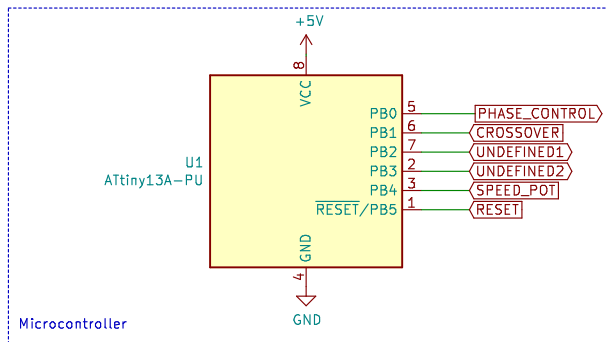 +5V
8
VCC
PB0 5 PHASE_CONTROL
PB1 6 CROSSOVER
PB2 7 UNDEFINED1
U1
PB3 2 UNDEFINED2
ATtiny13A-PU
PB4 3 SPEED_POT
RESET/PB5 1 RESET
GND
4
GND
Microcontroller